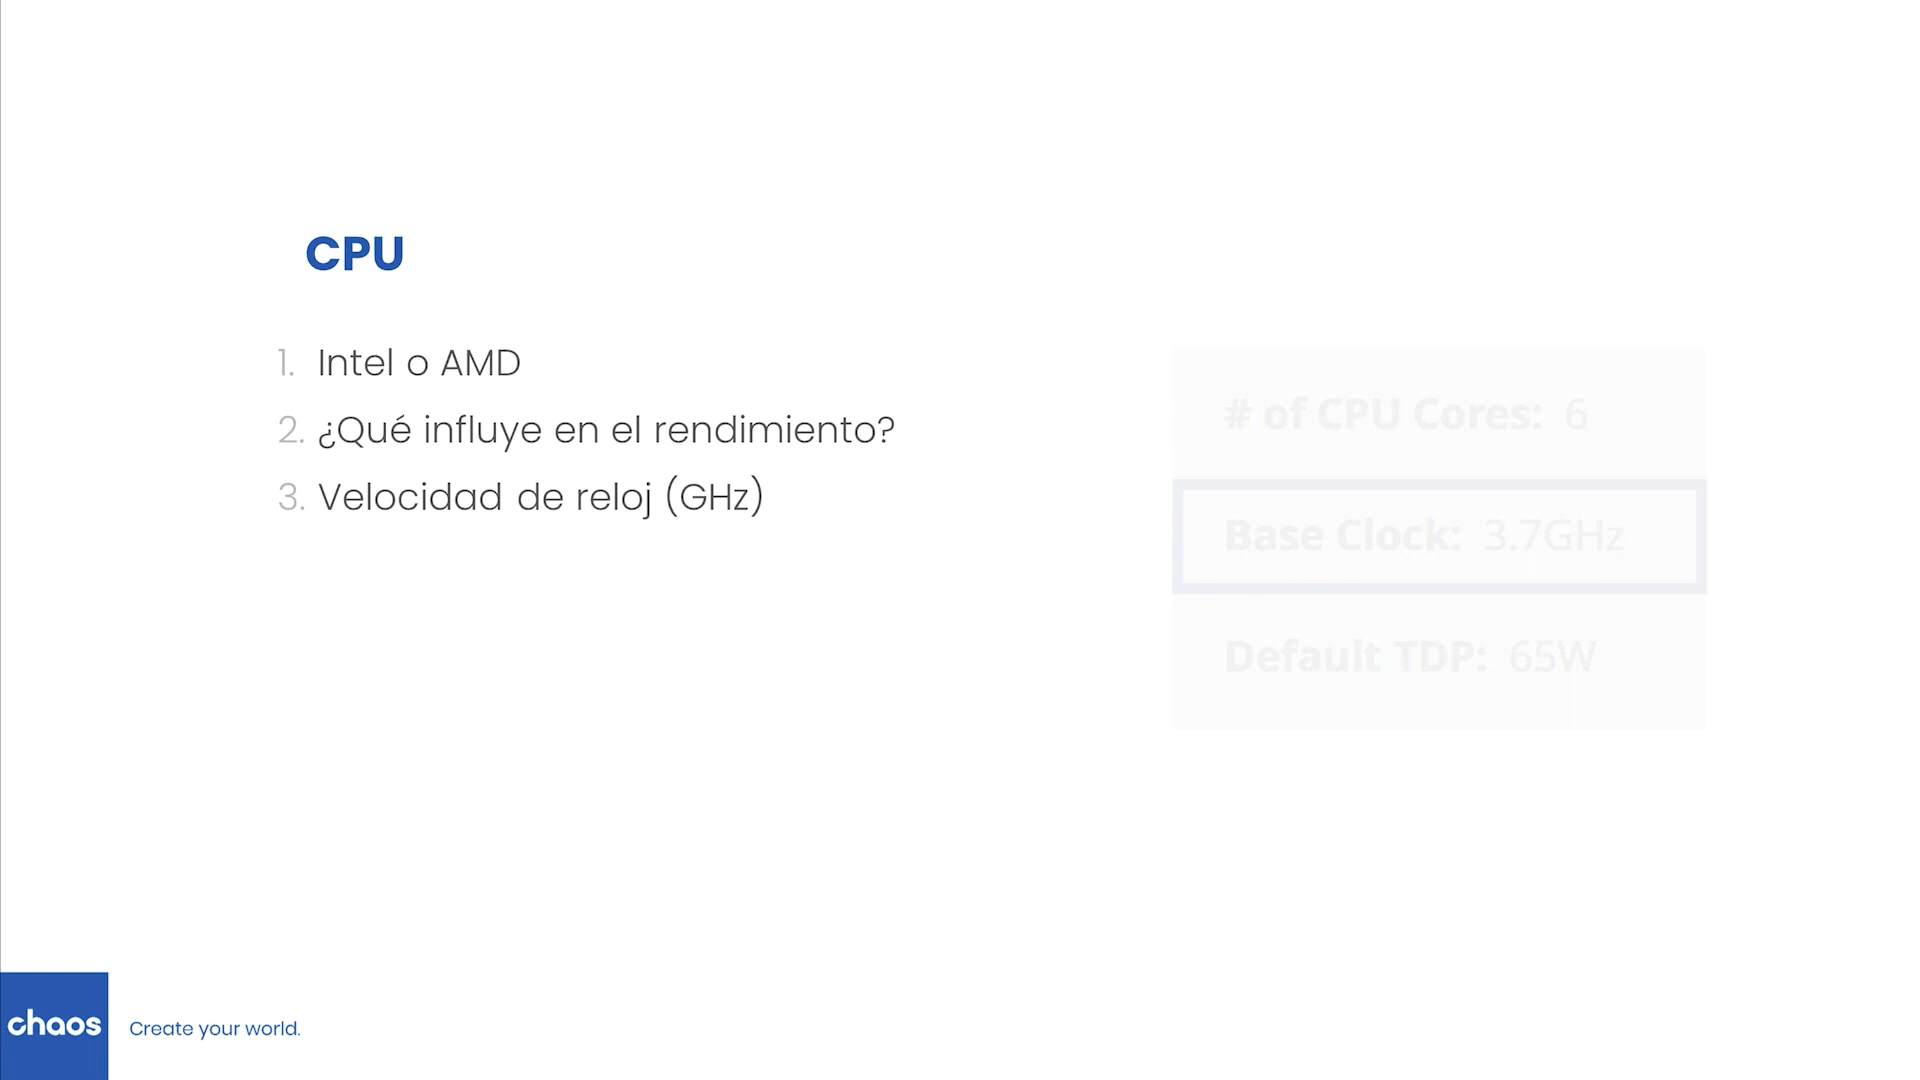 CPU
1. Intel o AMD
2. ¿Qué influye en el rendimiento?
3. Velocidad de reloj (GHz)
# of CPU Cores: 6
Base Clock: 3.7GHz
Default TDP: 65W
chaos
Create your world.